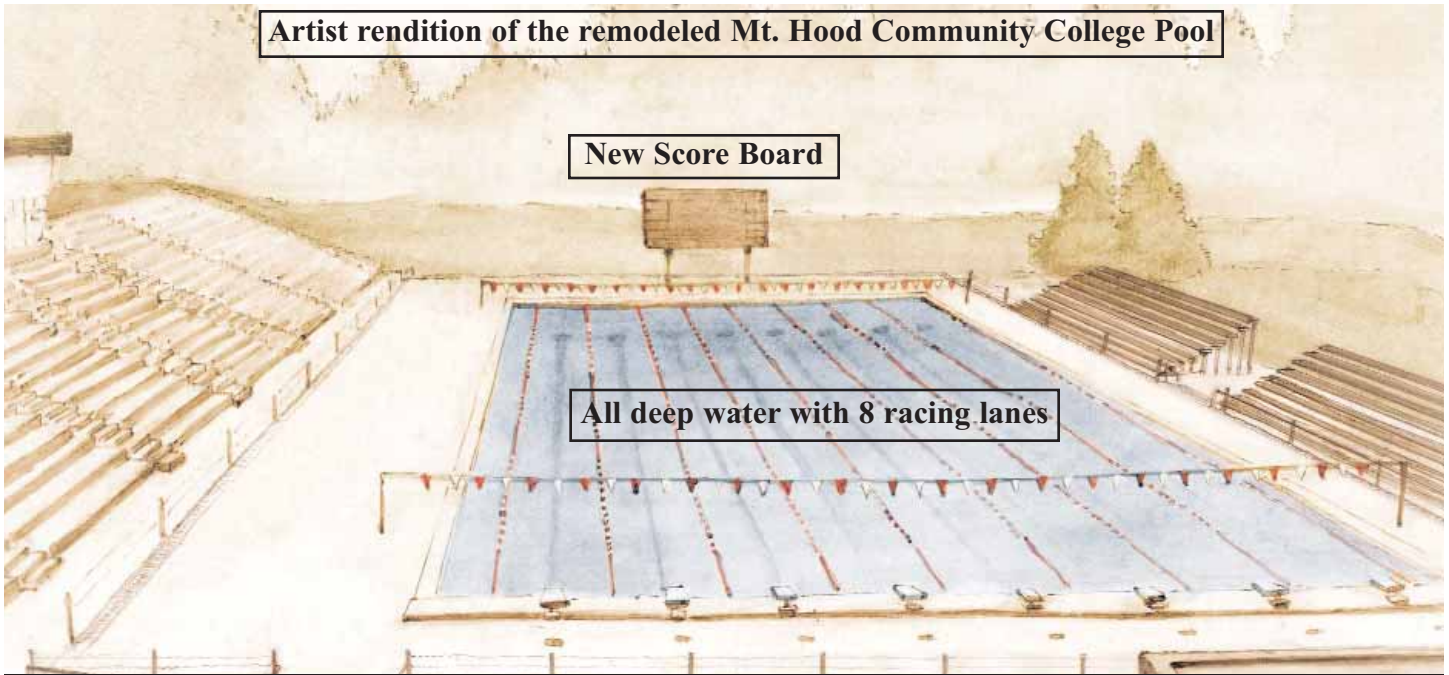 Artist rendition of the remodeled Mt. Hood Community College Pool
New Score Board
All deep water with 8 racing lanes